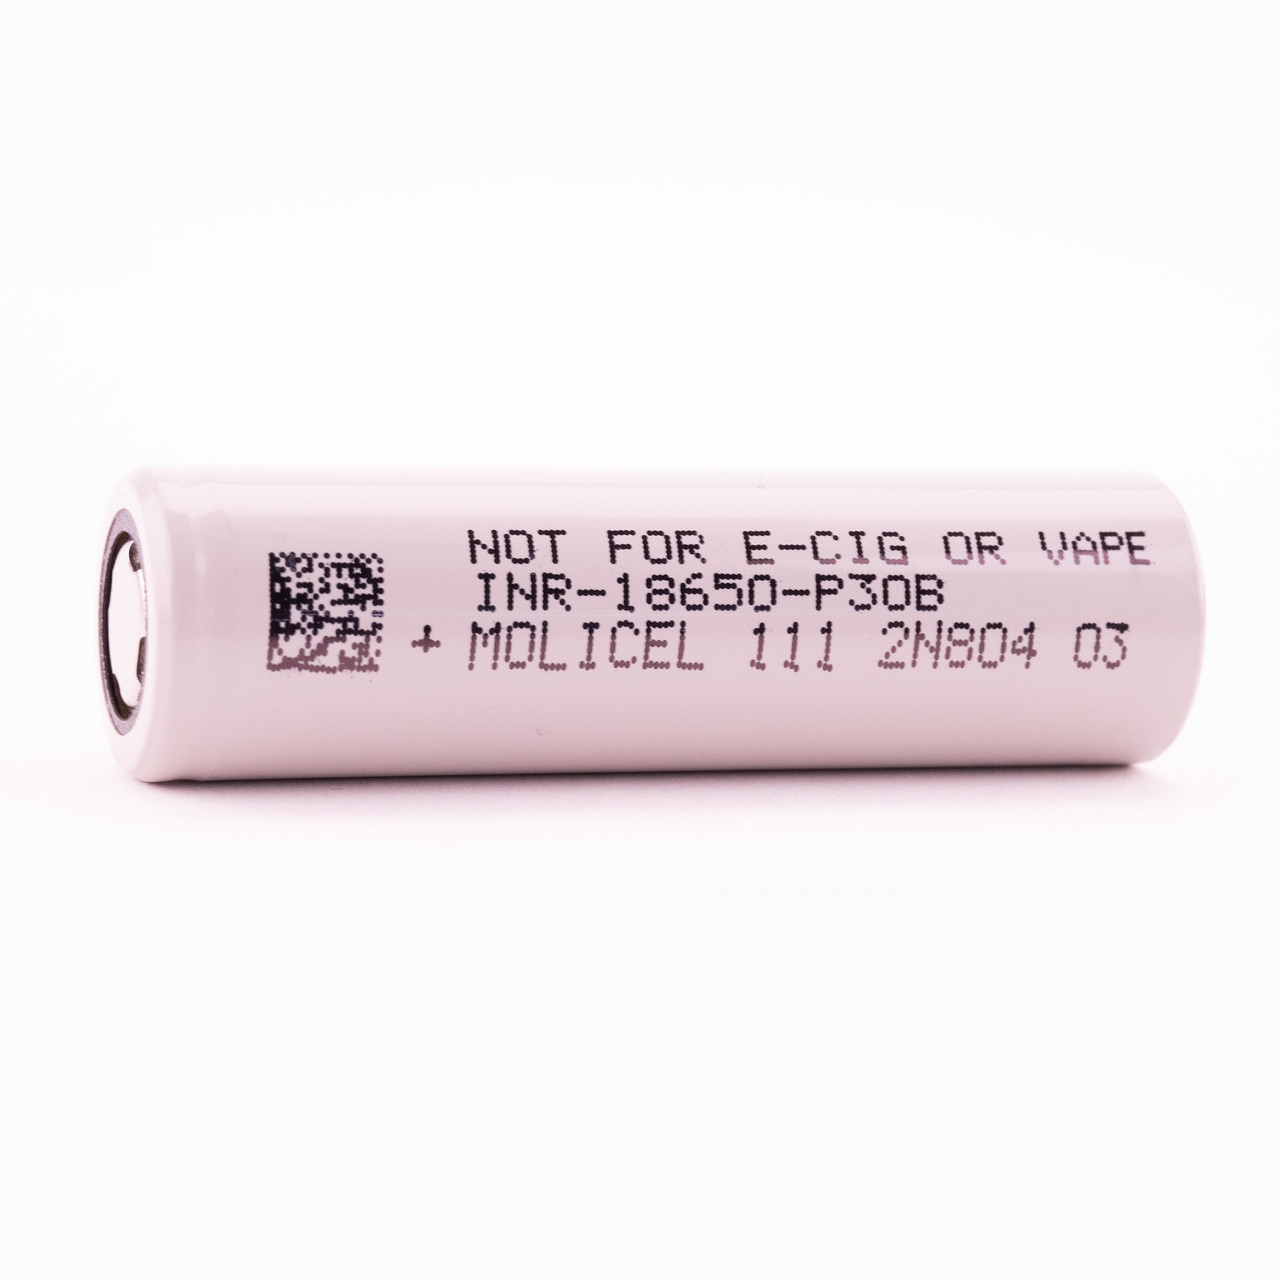 NOT FOR E-CIG OR VAPE
INR-18650-P30B
+ MOLICEL 111 2N804 03